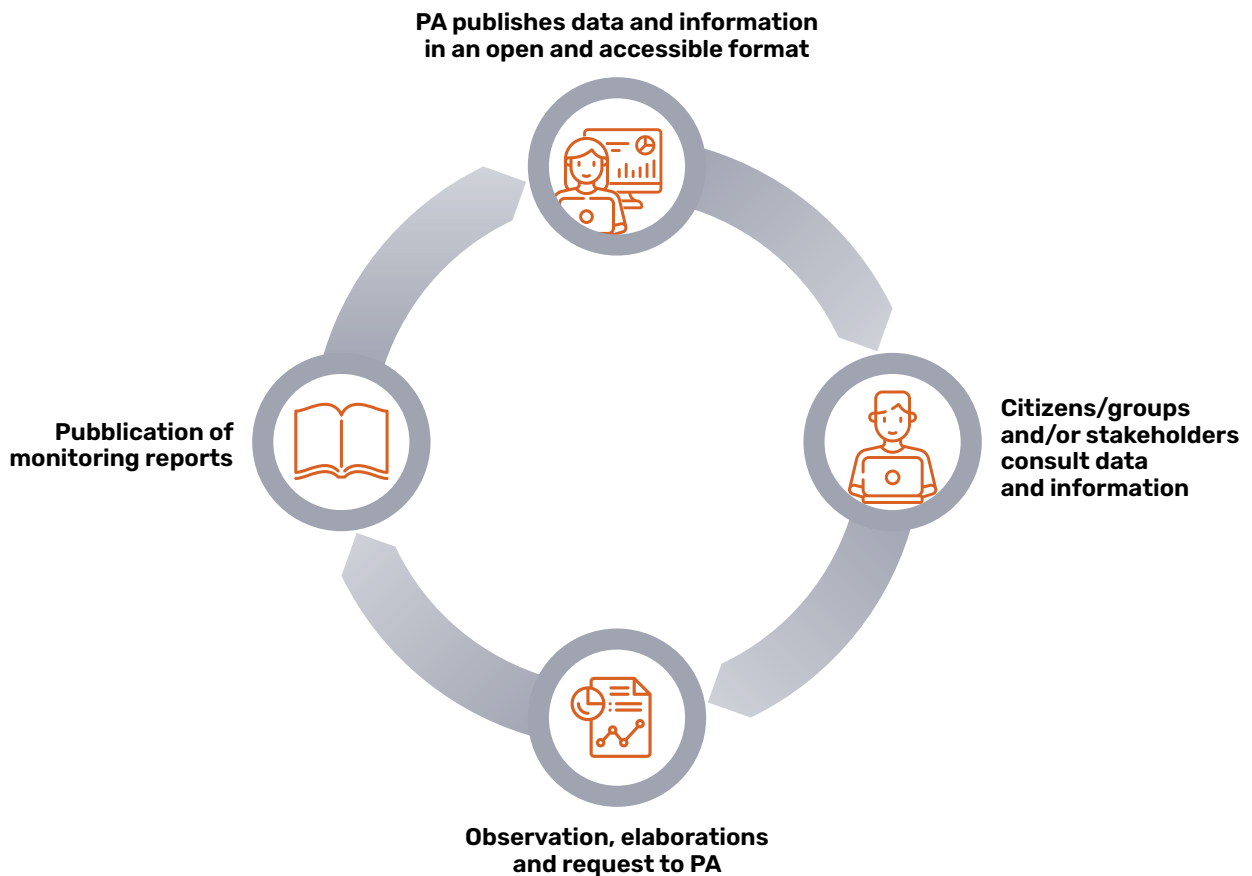 PA publishes data and information
in an open and accessible format
Citizens/groups
and/or stakeholders
consult data
and information
Observation, elaborations
and request to PA
Pubblication of
monitoring reports